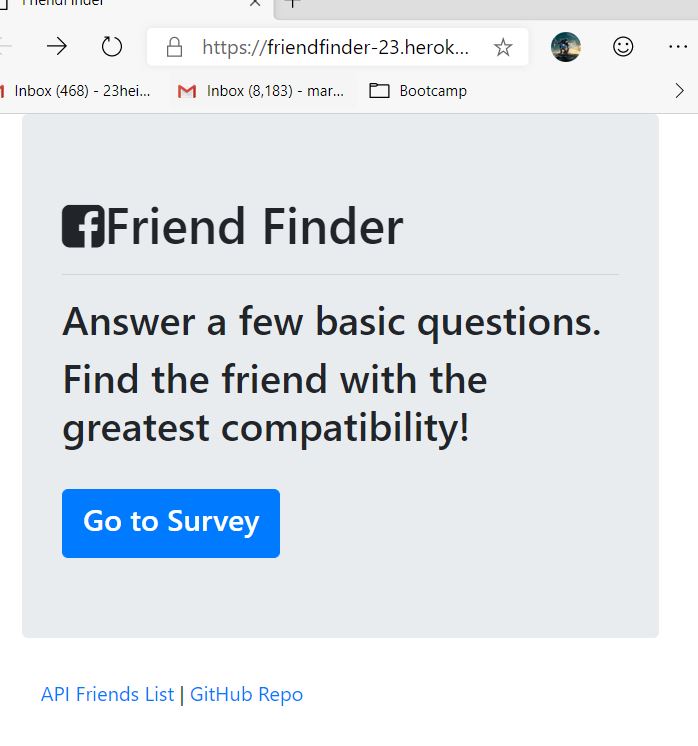 FriendFinder
https://friendfinder-23.herok...
Inbox (468) - 23hei...
Inbox (8,183) - mar...
Bootcamp
Friend Finder
Answer a few basic questions.
Find the friend with the
greatest compatibility!
Go to Survey
API Friends List | GitHub Repo